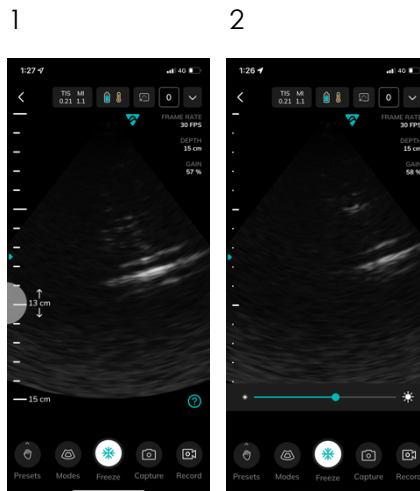 1
2
1:27
4G
TIS MI
0.21 1.1
0
FRAME RATE
30 FPS
DEPTH
15 cm
GAIN
57 %
13 cm
15 cm
?
Presets
Modes
Freeze
Capture
Record
1:26
4G
TIS MI
0.21 1.1
0
FRAME RATE
30 FPS
DEPTH
15 cm
GAIN
58 %
Presets
Modes
Freeze
Capture
Record